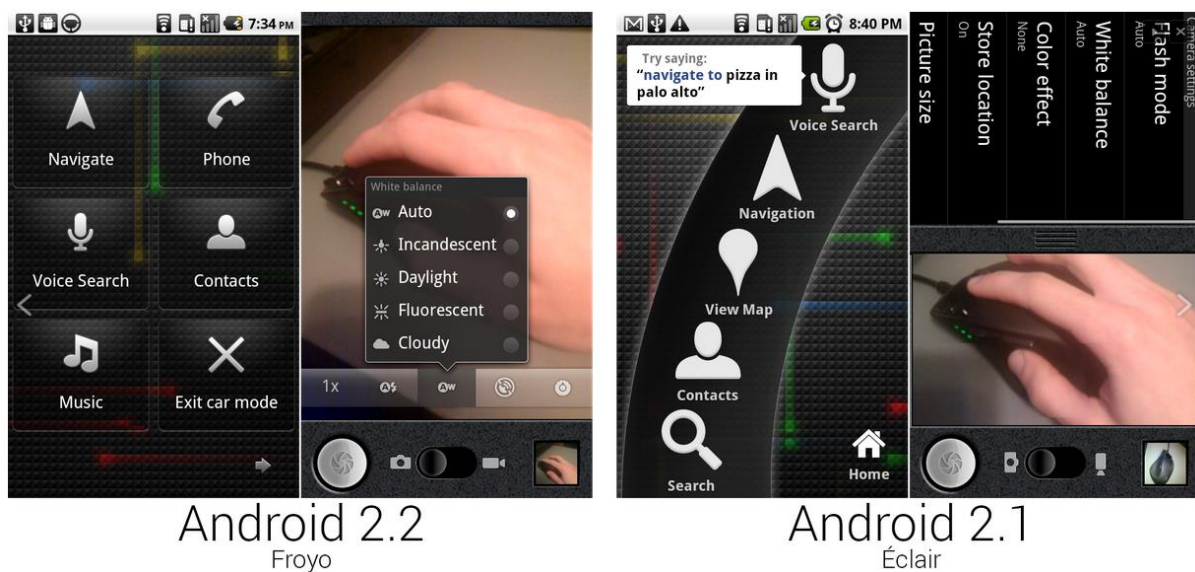 7:34 PM
Navigate
Phone
Voice Search
Contacts
Music
Exit car mode
White balance
Auto
Incandescent
Daylight
Fluorescent
Cloudy
1x
8:40 PM
Try saying:
“navigate to pizza in
palo alto”
Voice Search
Navigation
View Map
Contacts
Search
Home
Camera settings
Flash mode
Auto
White balance
Auto
Color effect
None
Store location
On
Picture size
Android 2.2
Froyo
Android 2.1
Éclair